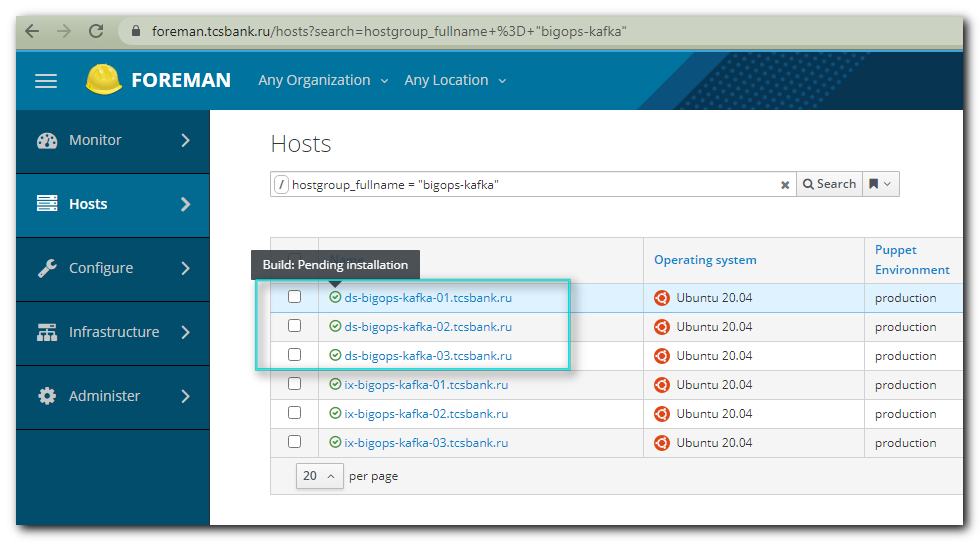 foreman.tcsbank.ru/hosts?search=hostgroup_fullname+%3D+"bigops-kafka"
FOREMAN
Any Organization
Any Location
Monitor
Hosts
Configure
Infrastructure
Administer
Hosts
/ hostgroup_fullname = "bigops-kafka"
Search
Operating system
Puppet
Environment
Build: Pending installation
ds-bigops-kafka-01.tcsbank.ru Ubuntu 20.04 production
ds-bigops-kafka-02.tcsbank.ru Ubuntu 20.04 production
ds-bigops-kafka-03.tcsbank.ru Ubuntu 20.04 production
ix-bigops-kafka-01.tcsbank.ru Ubuntu 20.04 production
ix-bigops-kafka-02.tcsbank.ru Ubuntu 20.04 production
ix-bigops-kafka-03.tcsbank.ru Ubuntu 20.04 production
20 per page